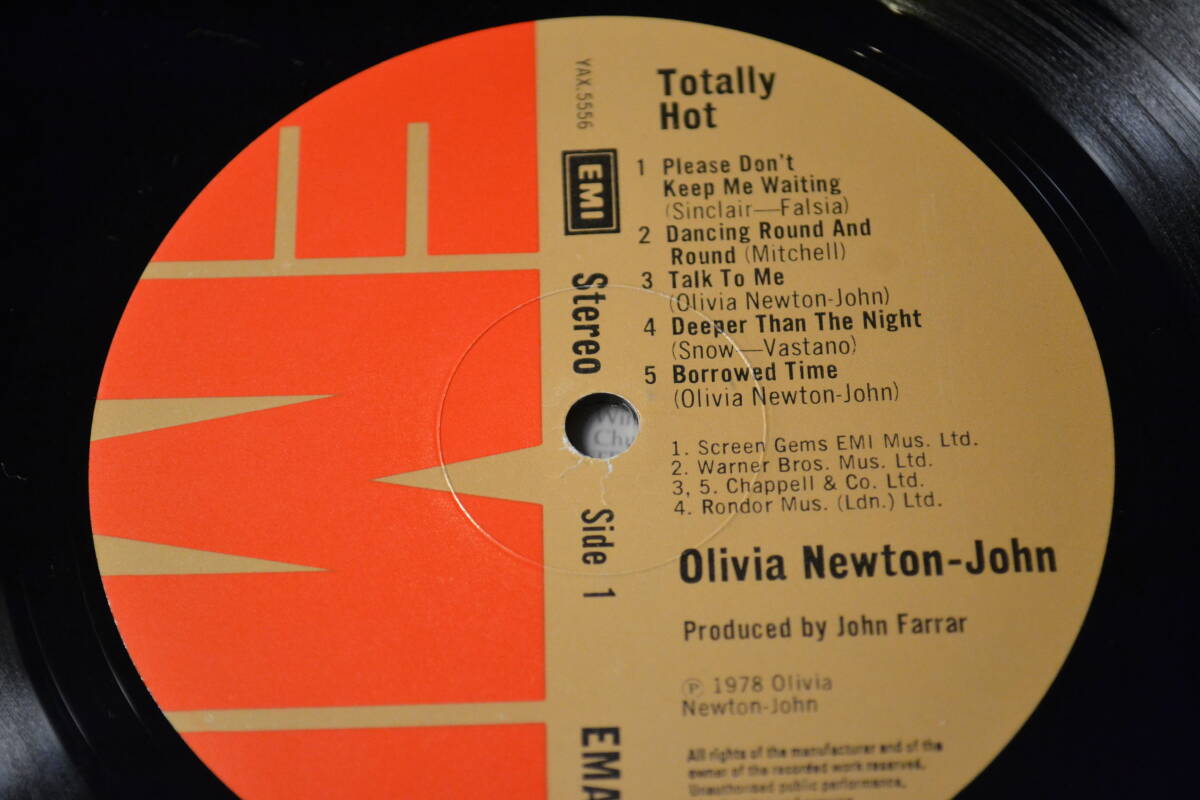 YAX.5556
EMI
Stereo
Side 1
EMA
Totally
Hot
1 Please Don't
Keep Me Waiting
(Sinclair—Falsia)
2 Dancing Round And
Round (Mitchell)
3 Talk To Me
(Olivia Newton-John)
4 Deeper Than The Night
(Snow—Vastano)
5 Borrowed Time
(Olivia Newton-John)
1. Screen Gems EMI Mus. Ltd.
2. Warner Bros. Mus. Ltd.
3, 5. Chappell & Co. Ltd.
4. Rondor Mus. (Ldn.) Ltd.
Olivia Newton-John
Produced by John Farrar
℗ 1978 Olivia
Newton-John
All rights of the manufacturer and of the
owner of the recorded work reserved.
Unauthorised public performance,